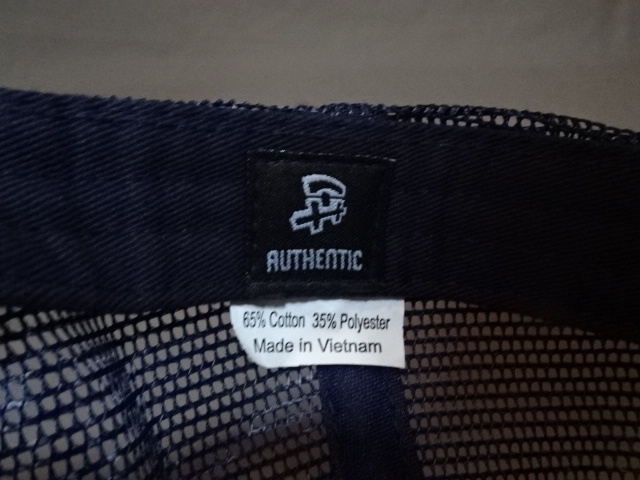 AUTHENTIC
65% Cotton 35% Polyester
Made in Vietnam